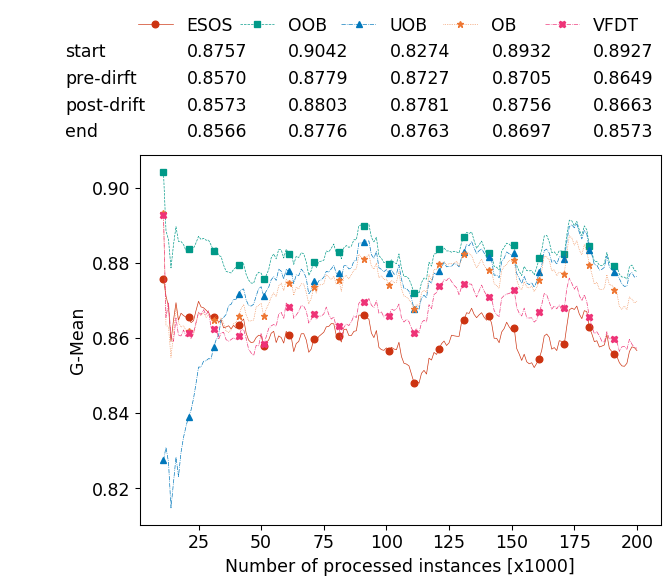 ESOS OOB UOB OB VFDT
start 0.8757 0.9042 0.8274 0.8932 0.8927
pre-dirft 0.8570 0.8779 0.8727 0.8705 0.8649
post-drift 0.8573 0.8803 0.8781 0.8756 0.8663
end 0.8566 0.8776 0.8763 0.8697 0.8573
0.90
0.88
0.86
0.84
0.82
G-Mean
25 50 75 100 125 150 175 200
Number of processed instances [x1000]